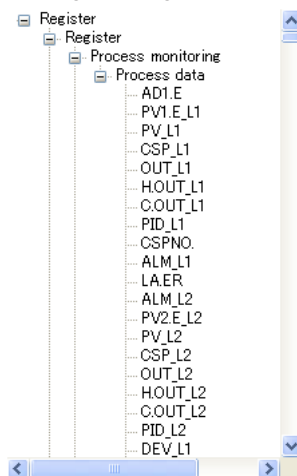 Register
Register
Process monitoring
Process data
AD1.E
PV1.E_L1
PV_L1
CSP_L1
OUT_L1
H.OUT_L1
C.OUT_L1
PID_L1
CSPNO.
ALM_L1
LA.ER
ALM_L2
PV2.E_L2
PV_L2
CSP_L2
OUT_L2
H.OUT_L2
C.OUT_L2
PID_L2
DEV_L1